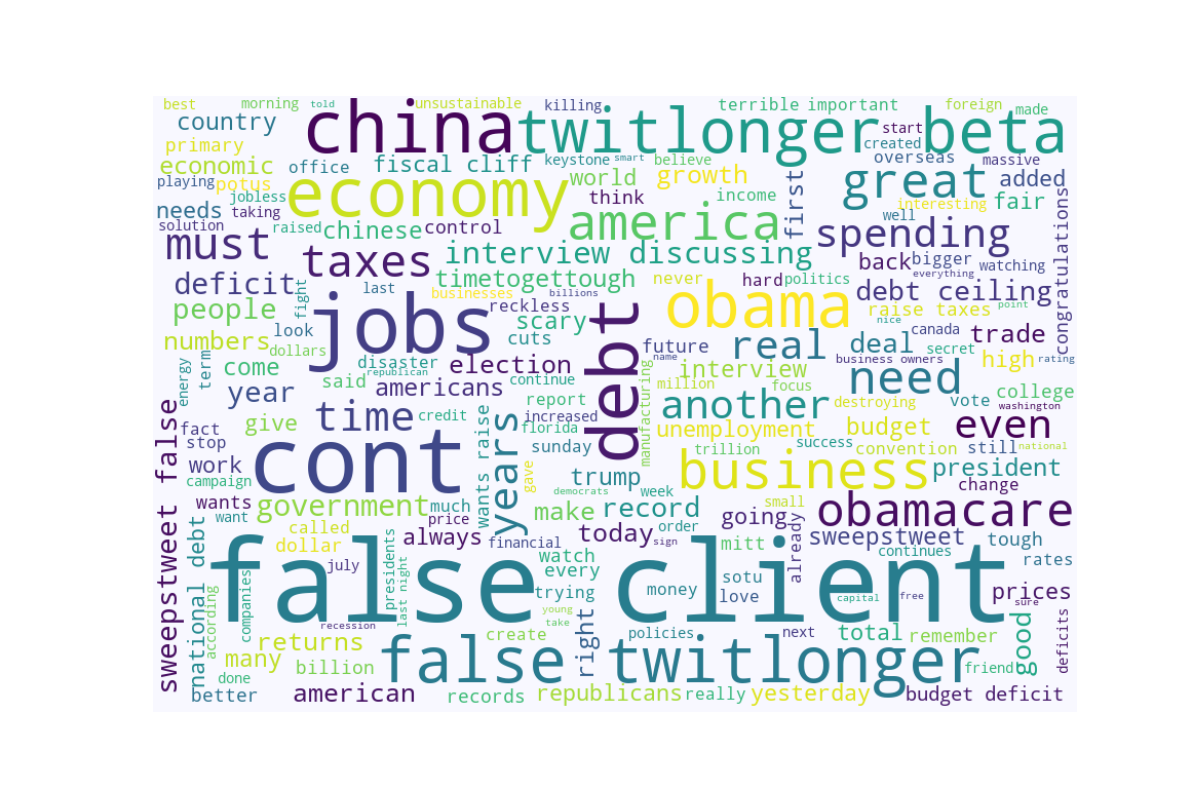 best
morning
told
unsustainable
killing
terrible
important
foreign
made
country
china
twitlonger
beta
start
created
primary
economic
office
fiscal cliff
keystone
smart
believe
overseas
massive
playing
potus
jobless
economy
world
growth
income
great
added
needs
taking
think
first
interesting
fair
solution
raised
chinese
control
america
well
must
taxes
interview discussing
spending
congratulations
back
bigger
watching
deficit
fight
last
timetogettough
never
hard
politics
everything
people
businesses
billions
reckless
debt
obama
debt ceiling
point
jobs
scary
raise taxes
nice
numbers
look
cuts
future
real
deal
canada
secret
trade
energy
term
dollars
disaster
election
name
business owners
high
rating
come
republican
said
americans
continue
manufacturing
interview
million
focus
need
college
year
report
another
destroying
vote
washington
sweepstweet false
give
time
credit
years
increased
florida
unemployment
budget
even
fact
stop
cont
sunday
success
convention
still
national
work
trillion
business
president
campaign
wants raise
gave
trump
change
wants
government
much
democrats
week
small
obamacare
want
price
make
record
going
called
always
today
order
already
sweepstweet
tough
national debt
dollar
financial
sign
mitt
continues
rates
july
presidents
watch
every
false client
according
companies
last night
trying
money
sotu
love
capital
free
prices
sure
young
recession
take
returns
create
right
policies
next
total
remember
good
deficits
many
billion
false twitlonger
friend
done
better
american
records
republicans
really
yesterday
budget deficit